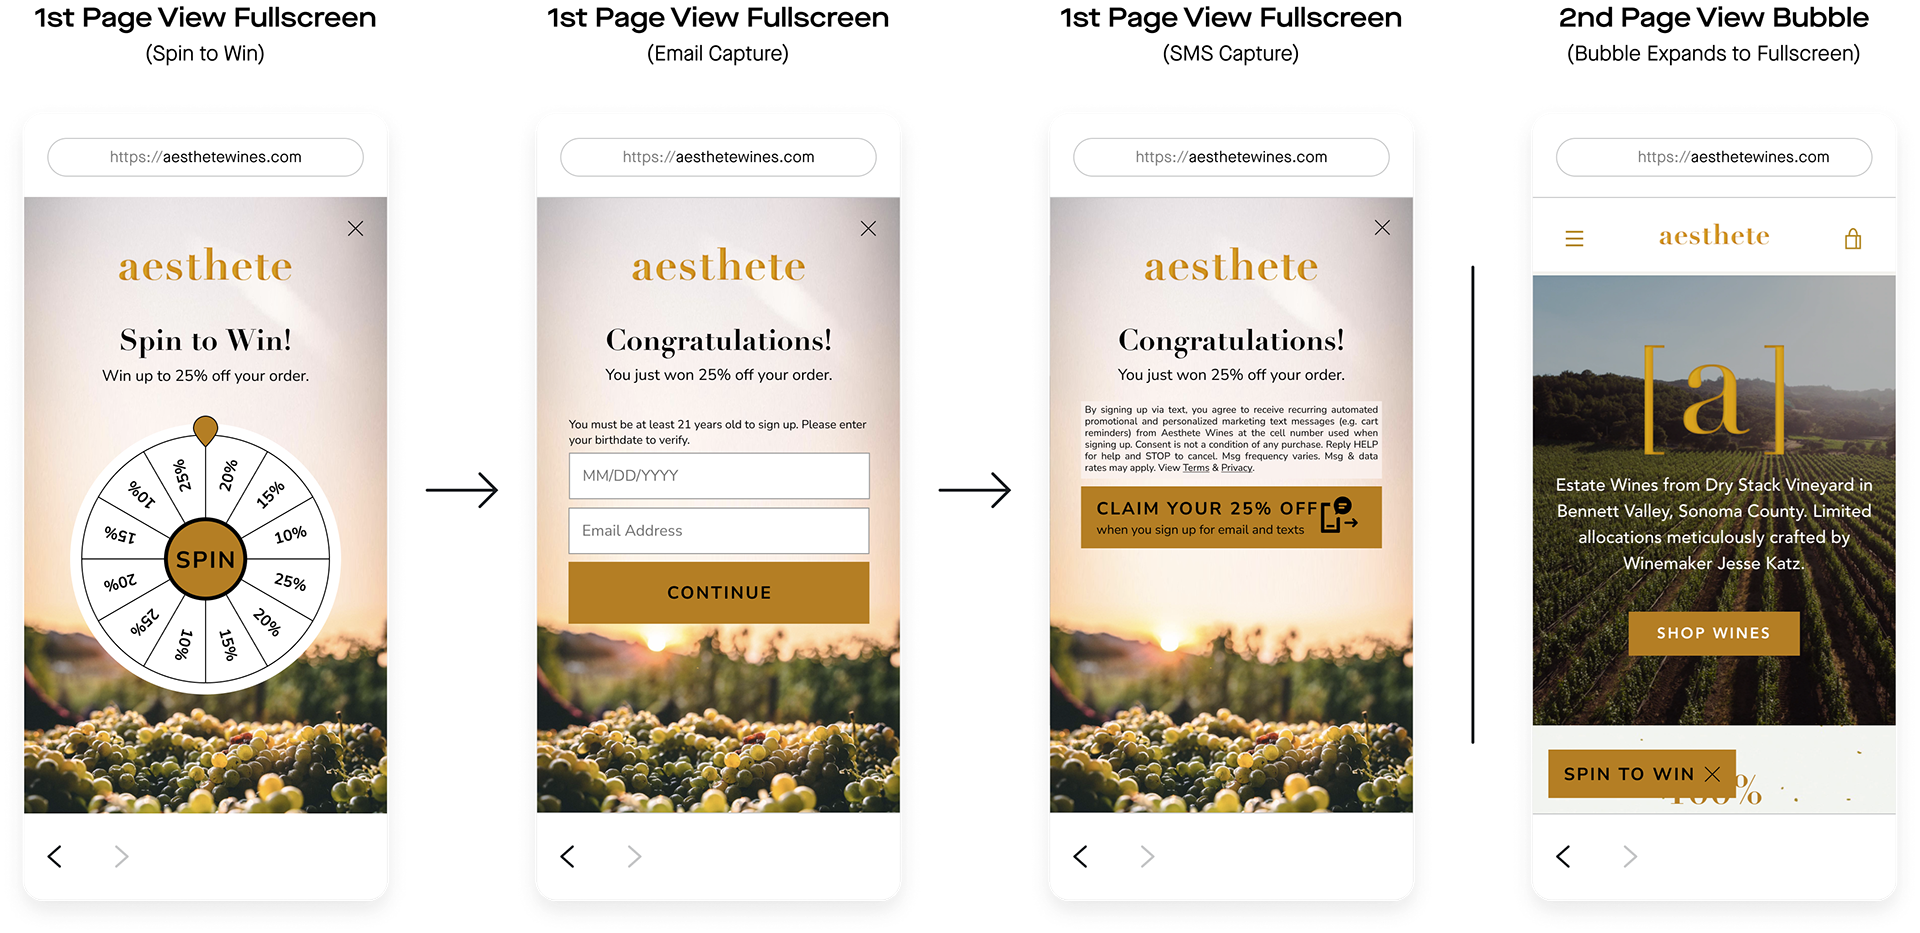 1st Page View Fullscreen
(Spin to Win)
https://aesthetewines.com
aesthete
Spin to Win!
Win up to 25% off your order.
20%
15%
10%
25%
20%
15%
10%
25%
20%
15%
10%
25%
SPIN
1st Page View Fullscreen
(Email Capture)
https://aesthetewines.com
aesthete
Congratulations!
You just won 25% off your order.
You must be at least 21 years old to sign up. Please enter
your birthdate to verify.
MM/DD/YYYY
Email Address
CONTINUE
1st Page View Fullscreen
(SMS Capture)
https://aesthetewines.com
aesthete
Congratulations!
You just won 25% off your order.
By signing up via text, you agree to receive recurring automated
promotional and personalized marketing text messages (e.g. cart
reminders) from Aesthete Wines at the cell number used when
signing up. Consent is not a condition of any purchase. Reply HELP
for help and STOP to cancel. Msg frequency varies. Msg & data
rates may apply. View Terms & Privacy.
CLAIM YOUR 25% OFF
when you sign up for email and texts
2nd Page View Bubble
(Bubble Expands to Fullscreen)
https://aesthetewines.com
aesthete
[a]
Estate Wines from Dry Stack Vineyard in
Bennett Valley, Sonoma County. Limited
allocations meticulously crafted by
Winemaker Jesse Katz.
SHOP WINES
SPIN TO WIN